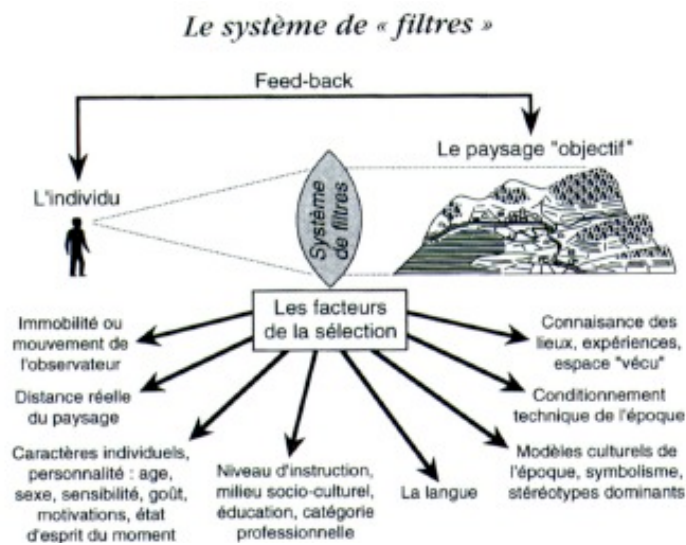 Le système de « filtres »
Feed-back
Le paysage "objectif"
L'individu
Système
de filtres
Les facteurs
de la sélection
Immobilité ou
mouvement de
l'observateur
Distance réelle
du paysage
Caractères individuels,
personnalité : age,
sexe, sensibilité, goût,
motivations, état
d'esprit du moment
Niveau d'instruction,
milieu socio-culturel,
éducation, catégorie
professionnelle
La langue
Modèles culturels de
l'époque, symbolisme,
stéréotypes dominants
Conditionnement
technique de l'époque
Connaisance des
lieux, expériences,
espace "vécu"